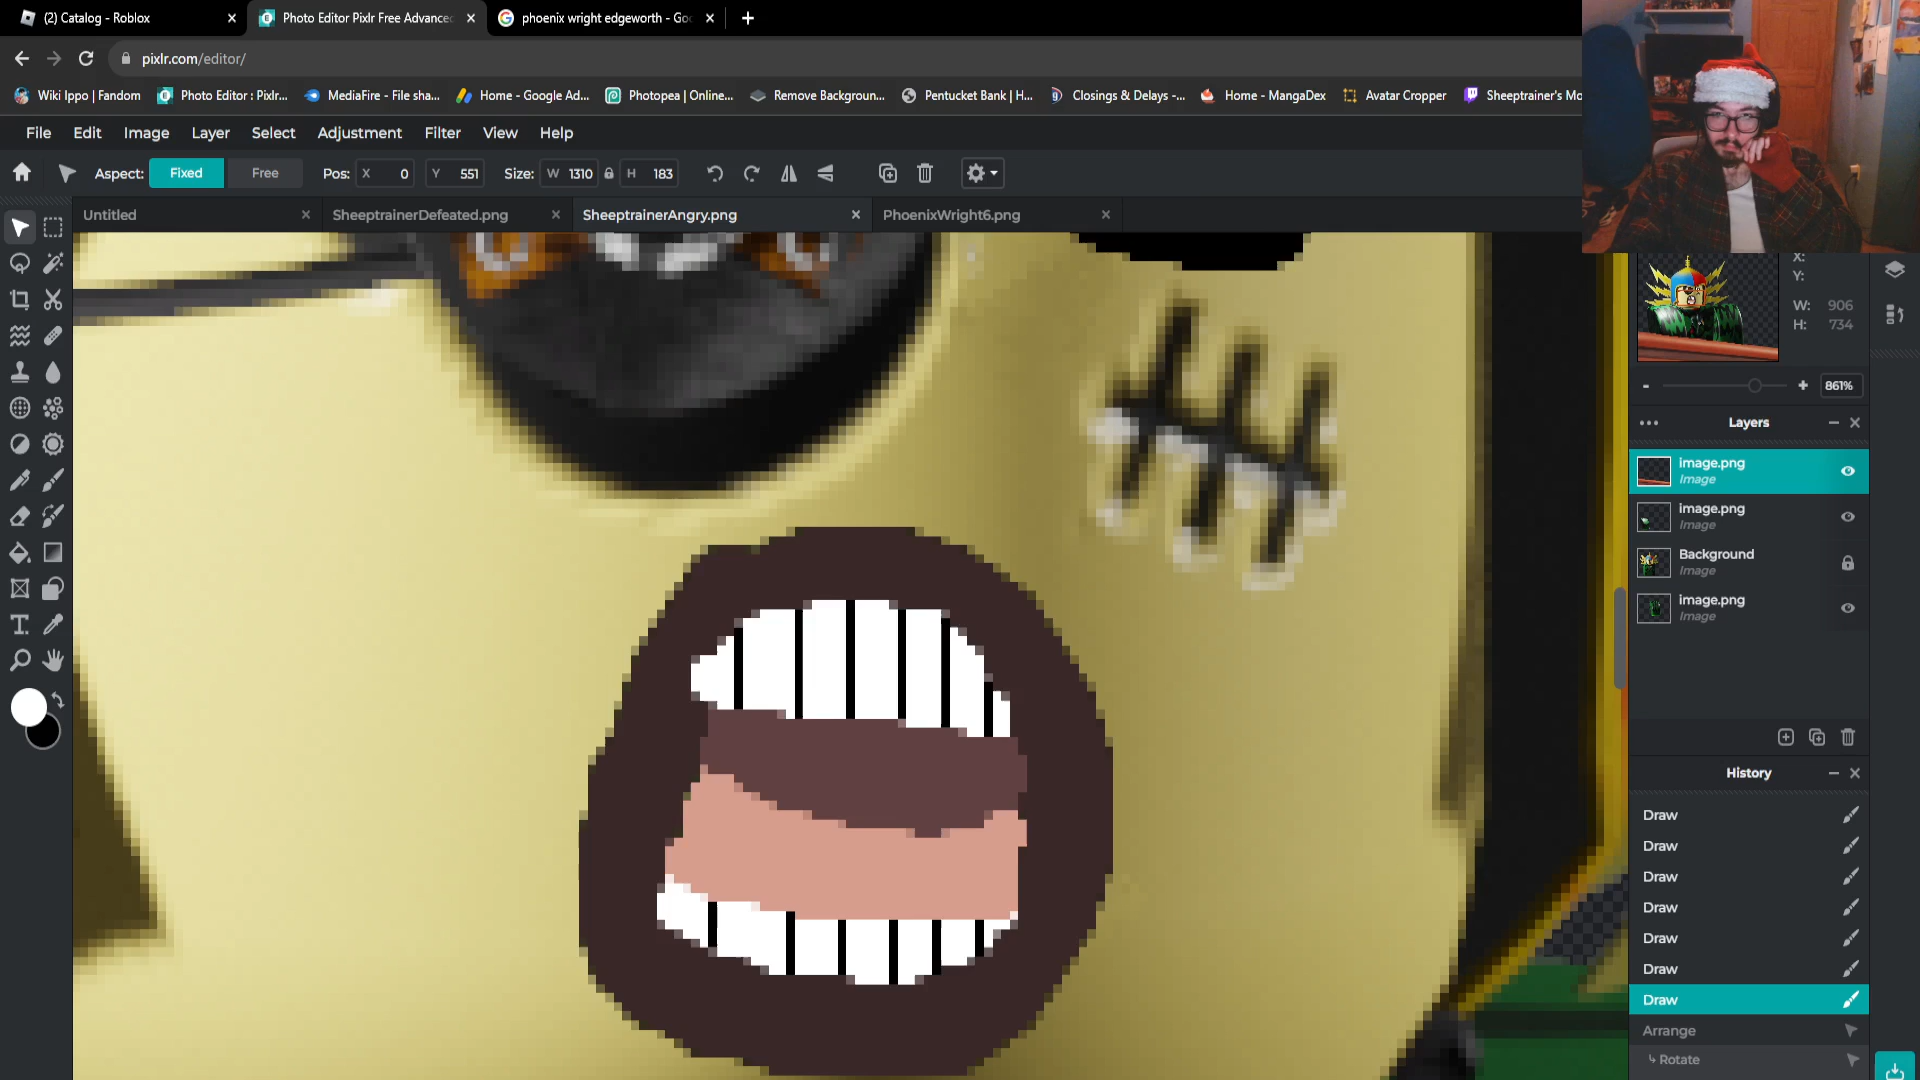 (2) Catalog - Roblox
Photo Editor Pixlr Free Advance
phoenix wright edgeworth - Goo
pixlr.com/editor/
Wiki Ippo | Fandom
Photo Editor : Pixlr...
MediaFire - File sha...
Home - Google Ad...
Photopea | Online...
Remove Backgroun...
Pentucket Bank | H...
Closings & Delays -...
Home - MangaDex
Avatar Cropper
Sheeptrainer's Mo
File Edit Image Layer Select Adjustment Filter View Help
Aspect: Fixed Free Pos: X 0 Y 551 Size: W 1310 H 183
Untitled
SheeptrainerDefeated.png
SheeptrainerAngry.png
PhoenixWright6.png
X:
Y:
W: 906
H: 734
861%
Layers
image.png
Image
image.png
Image
Background
Image
image.png
Image
History
Draw
Draw
Draw
Draw
Draw
Draw
Draw
Arrange
Rotate